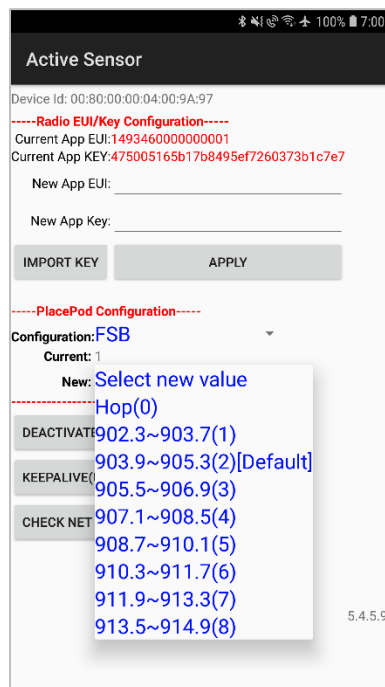 100% 7:00
Active Sensor
Device Id: 00:80:00:00:04:00:9A:97
-----Radio EUI/Key Configuration-----
Current App EUI:1493460000000001
Current App KEY:475005165b17b8495ef7260373b1c7e7
New App EUI:
New App Key:
IMPORT KEY APPLY
-----PlacePod Configuration-----
Configuration:FSB
Current: 1
New: Select new value
Hop(0)
DEACTIVATE 902.3~903.7(1)
903.9~905.3(2)[Default]
KEEPALIVE( 905.5~906.9(3)
907.1~908.5(4)
CHECK NET 908.7~910.1(5)
910.3~911.7(6)
911.9~913.3(7)
5.4.5.9
913.5~914.9(8)